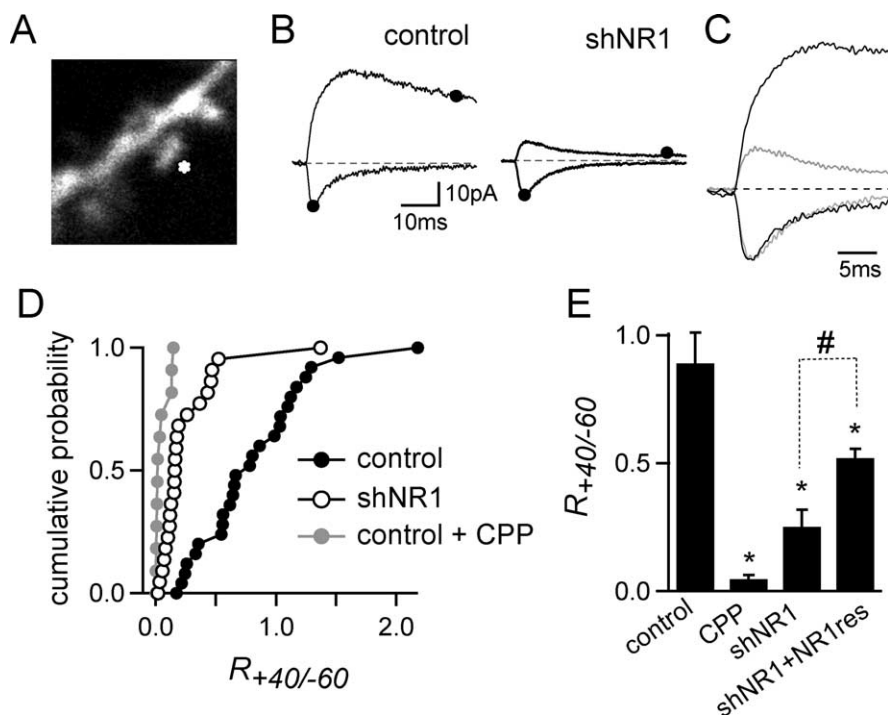 A
B
control
shNR1
C
10pA
10ms
5ms
D
cumulative probability
1.0
0.5
0.0
control
shNR1
control + CPP
0.0
1.0
2.0
R+40/-60
E
R+40/-60
1.0
0.5
0.0
#
*
*
*
control
CPP
shNR1
shNR1+NR1res